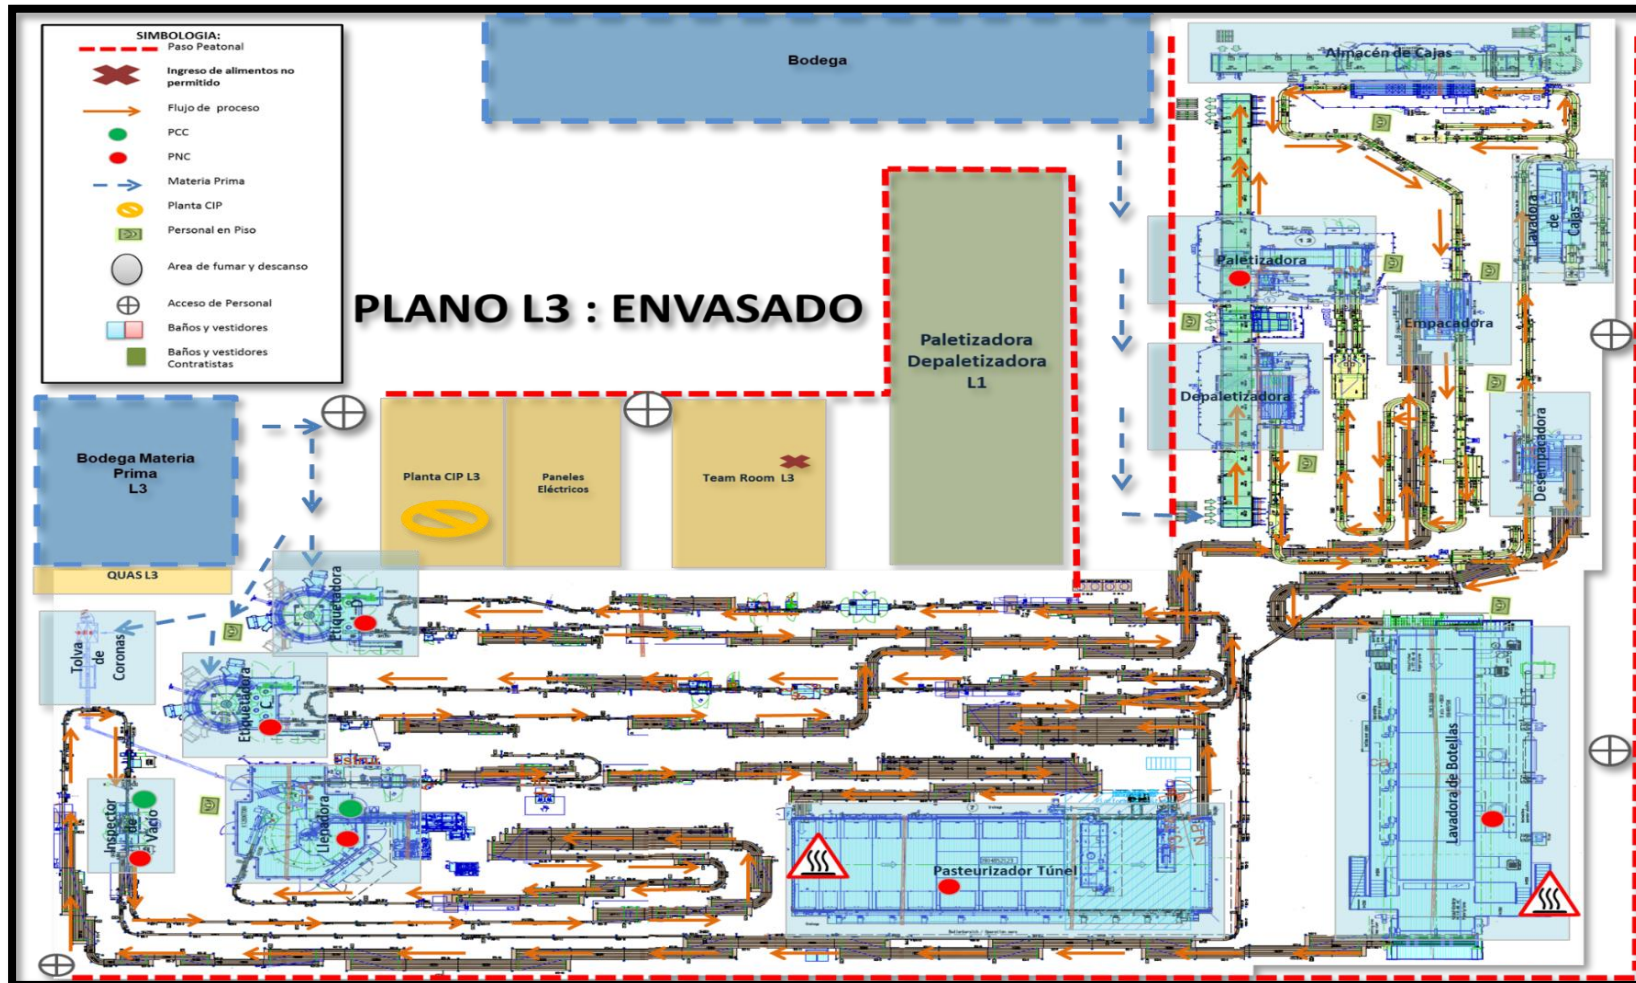 SIMBOLOGIA:
Paso Peatonal
Ingreso de alimentos no
permitido
Flujo de proceso
PCC
PNC
Materia Prima
Planta CIP
Personal en Piso
Area de fumar y descanso
Acceso de Personal
Baños y vestidores
Baños y vestidores
Contratistas
Bodega
Almacén de Cajas
PLANO L3 : ENVASADO
Paletizadora
Depaletizadora
L1
Paletizadora
13
Lavadora
de
Cajas
Empacadora
Depaletizadora
Desempacadora
Bodega Materia
Prima
L3
QUAS L3
Planta CIP L3
Paneles
Eléctricos
Team Room L3
Etiquetadora
D
Tolva
de
Coronas
Etiquetadora
C
Inspector
de
Vacío
Llenadora
Pasteurizador Túnel
Lavadora de Botellas